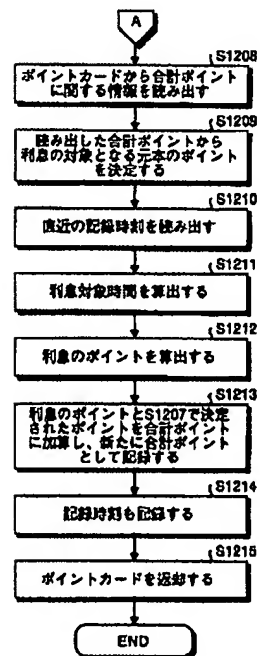 A
S1208
ポイントカードから合計ポイント
に関する情報を読み出す
S1209
読み出した合計ポイントから
利息の対象となる元本のポイント
を決定する
S1210
直近の記録時刻を読み出す
S1211
利息対象時間を算出する
S1212
利息のポイントを算出する
S1213
利息のポイントとS1207で決定
されたポイントを合計ポイント
に加算し、新たに合計ポイント
として記録する
S1214
記録時刻も記録する
S1215
ポイントカードを返却する
END